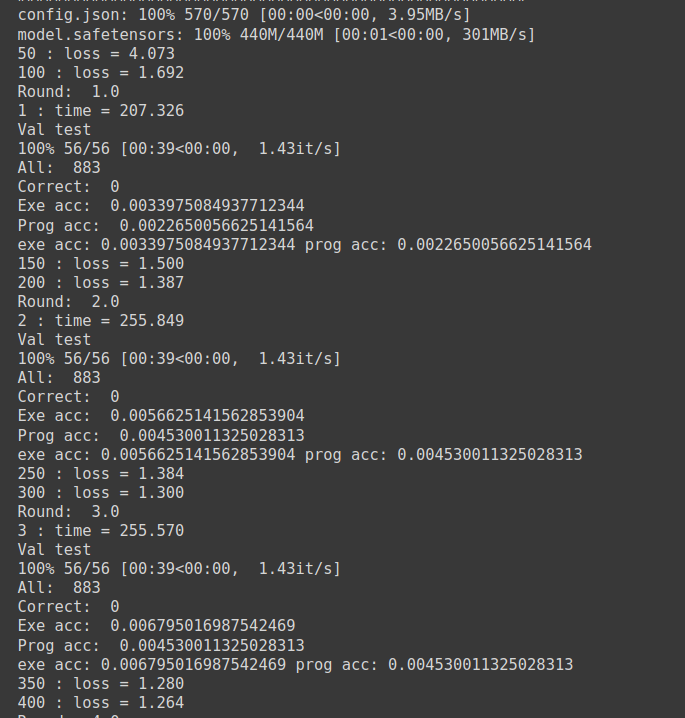 config.json: 100% 570/570 [00:00<00:00, 3.95MB/s]
model.safetensors: 100% 440M/440M [00:01<00:00, 301MB/s]
50 : loss = 4.073
100 : loss = 1.692
Round:  1.0
1 : time = 207.326
Val test
100% 56/56 [00:39<00:00,  1.43it/s]
All:  883
Correct:  0
Exe acc:  0.0033975084937712344
Prog acc:  0.0022650056625141564
exe acc: 0.0033975084937712344 prog acc: 0.0022650056625141564
150 : loss = 1.500
200 : loss = 1.387
Round:  2.0
2 : time = 255.849
Val test
100% 56/56 [00:39<00:00,  1.43it/s]
All:  883
Correct:  0
Exe acc:  0.0056625141562853904
Prog acc:  0.004530011325028313
exe acc: 0.0056625141562853904 prog acc: 0.004530011325028313
250 : loss = 1.384
300 : loss = 1.300
Round:  3.0
3 : time = 255.570
Val test
100% 56/56 [00:39<00:00,  1.43it/s]
All:  883
Correct:  0
Exe acc:  0.006795016987542469
Prog acc:  0.004530011325028313
exe acc: 0.006795016987542469 prog acc: 0.004530011325028313
350 : loss = 1.280
400 : loss = 1.264